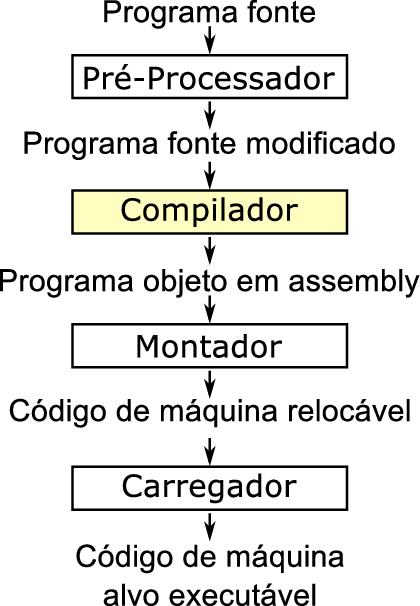 Programa fonte
Pré-Processador
Programa fonte modificado
Compilador
Programa objeto em assembly
Montador
Código de máquina relocável
Carregador
Código de máquina
alvo executável